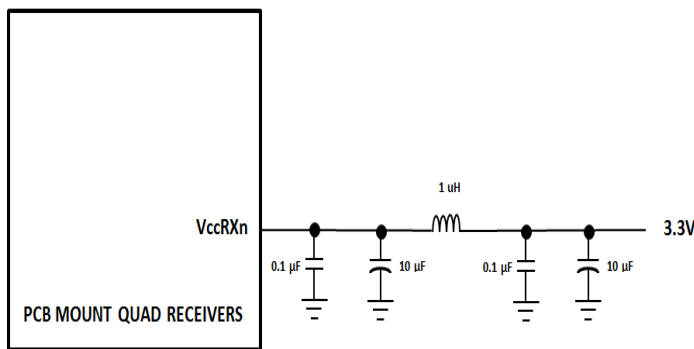 1 uH
VccRXn
3.3V
0.1 µF
10 µF
0.1 µF
10 µF
PCB MOUNT QUAD RECEIVERS